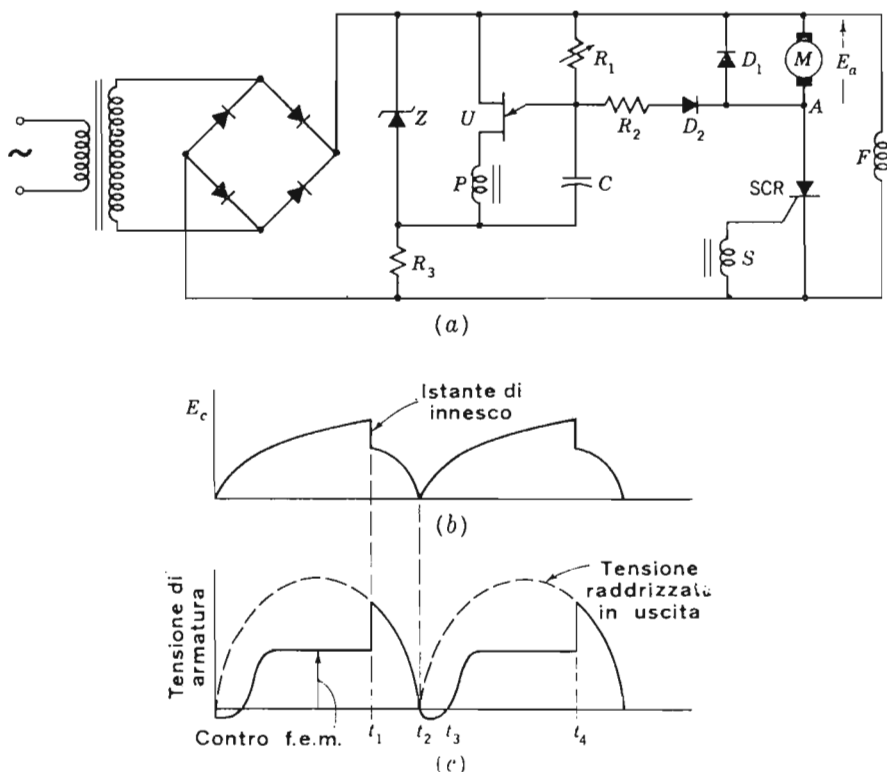 Z
U
R₁
D₁
M
Eₐ
R₂
D₂
A
P
C
SCR
F
S
R₃
~
(a)
E_c
Istante di
innesco
(b)
Tensione di
armatura
Tensione
raddrizzata
in uscita
Contro f.e.m.
t₁
t₂
t₃
t₄
(c)